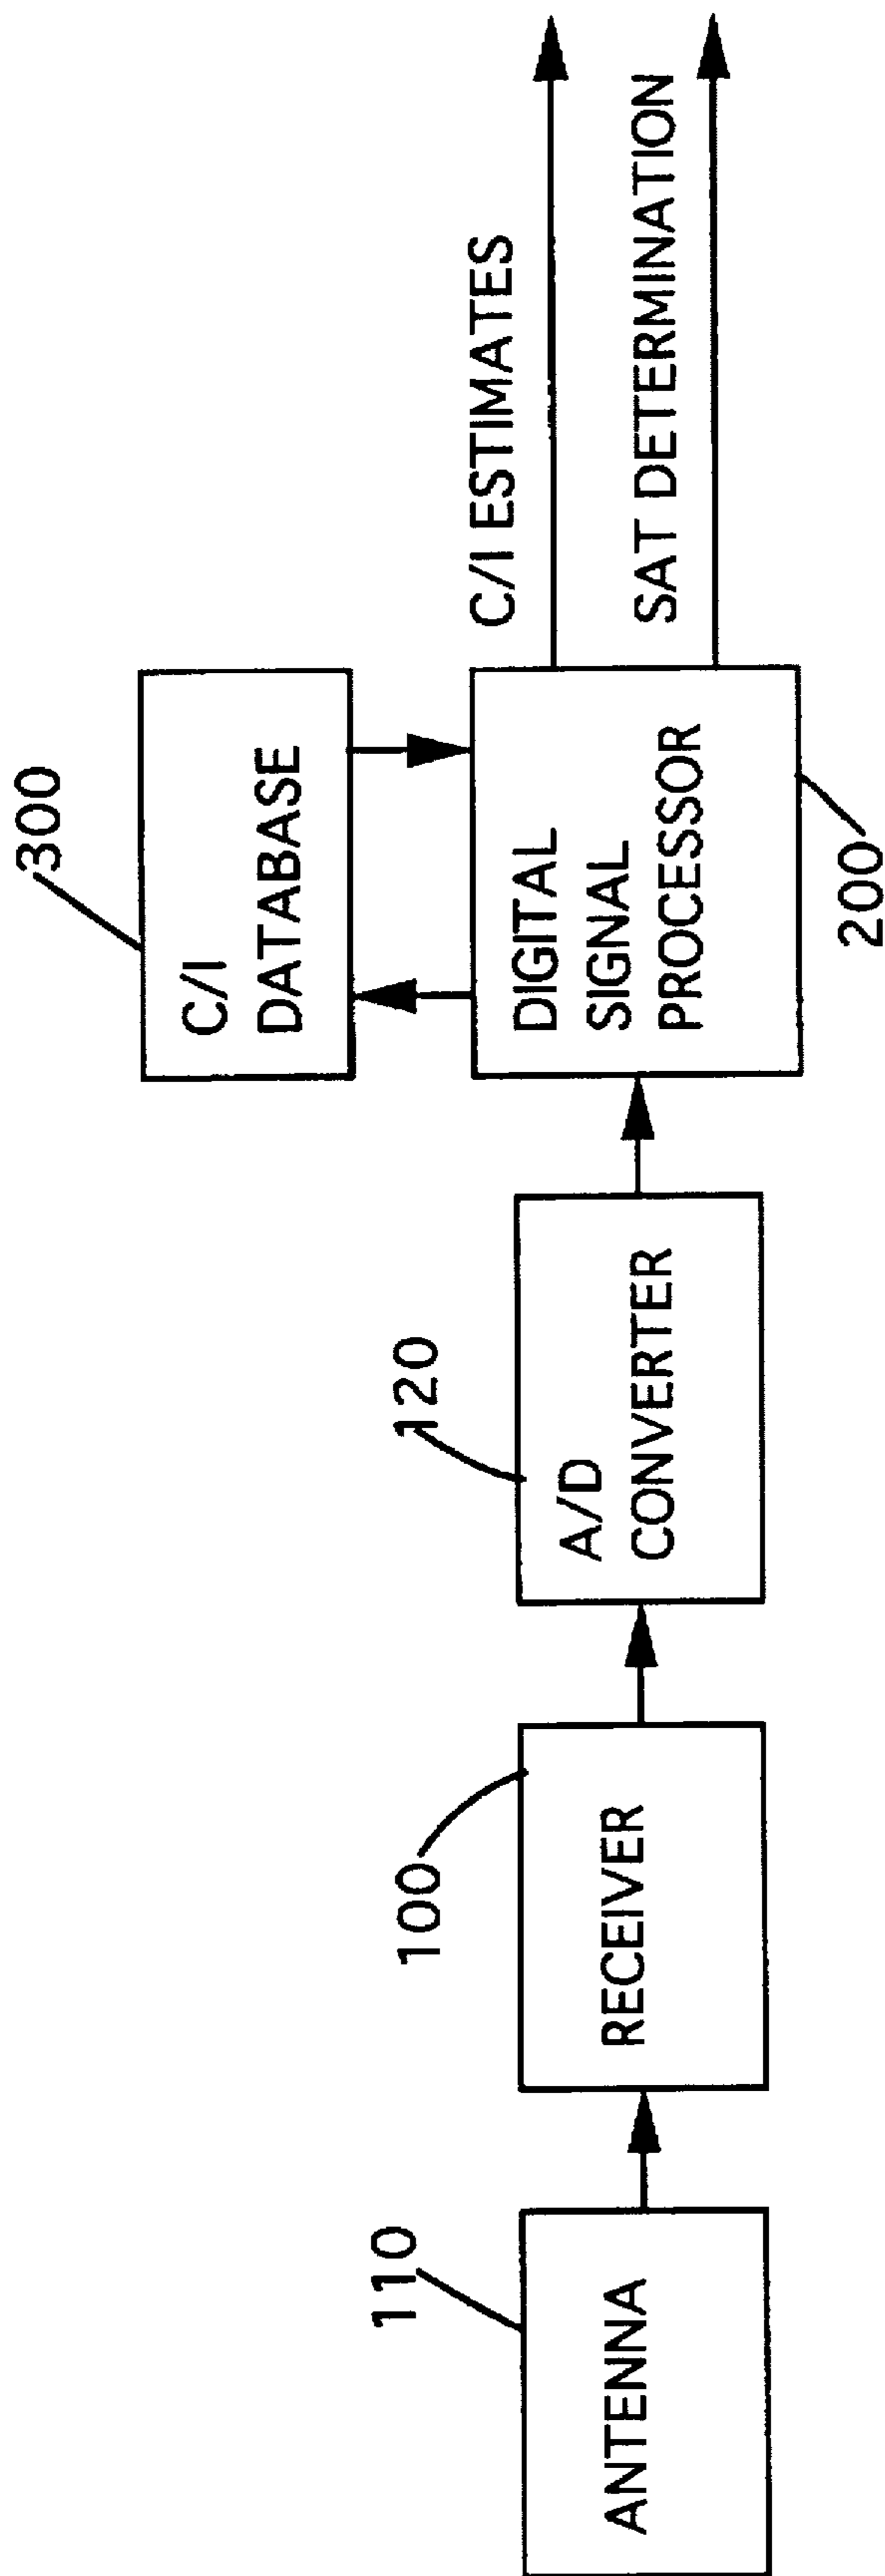 300
C/I
DATABASE
C/I ESTIMATES
SAT DETERMINATION
110
ANTENNA
100
RECEIVER
120
A/D
CONVERTER
DIGITAL
SIGNAL
PROCESSOR
200